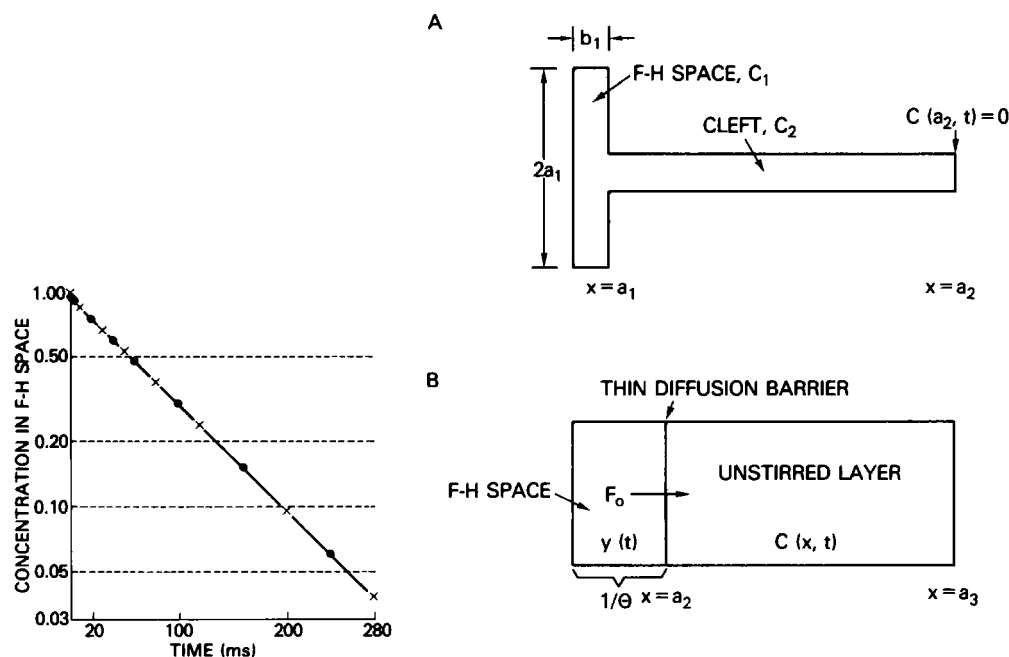 A
b₁
F-H SPACE, C₁
C (a₂, t) = 0
CLEFT, C₂
2a₁
x = a₁
x = a₂
CONCENTRATION IN F-H SPACE
1.00
0.50
0.20
0.10
0.05
0.03
20
100
200
280
TIME (ms)
B
THIN DIFFUSION BARRIER
UNSTIRRED LAYER
F-H SPACE
F₀
y (t)
C (x, t)
1/Θ
x = a₂
x = a₃